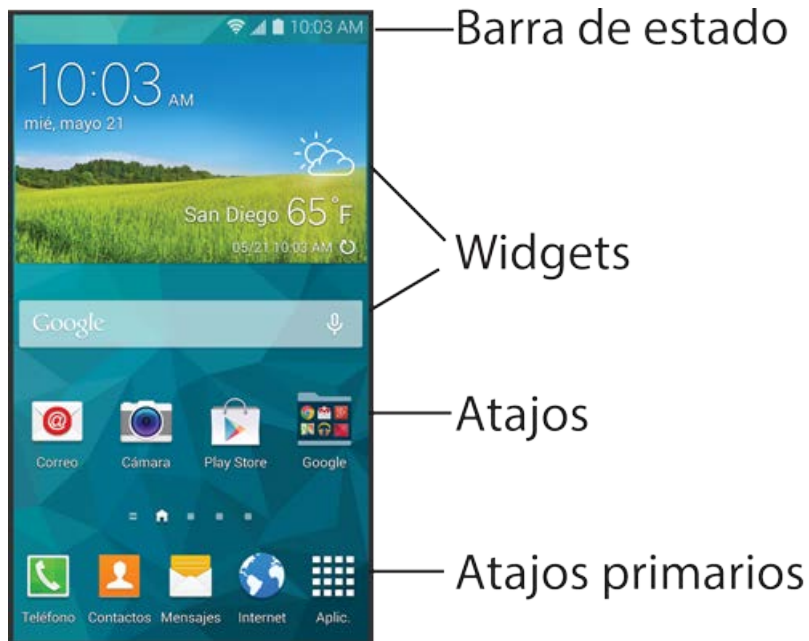 10:03 AM
Barra de estado
10:03 AM
mié, mayo 21
San Diego 65°F
05/21 10:03 AM
Widgets
Google
Correo Cámara Play Store Google
Atajos
Teléfono Contactos Mensajes Internet Aplic.
Atajos primarios